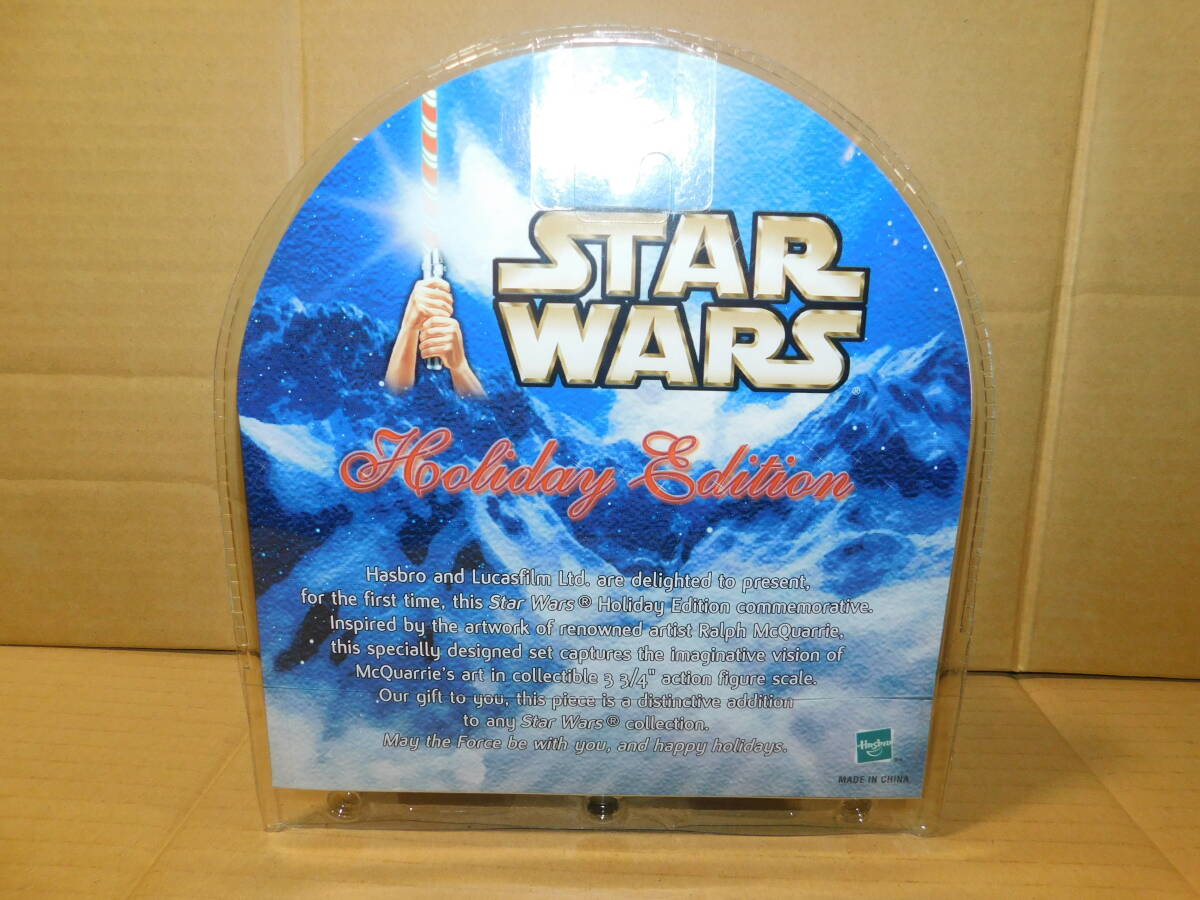 STAR
WARS
®
Holiday Edition
Hasbro and Lucasfilm Ltd. are delighted to present,
for the first time, this Star Wars® Holiday Edition commemorative.
Inspired by the artwork of renowned artist Ralph McQuarrie,
this specially designed set captures the imaginative vision of
McQuarrie's art in collectible 3 3/4" action figure scale.
Our gift to you, this piece is a distinctive addition
to any Star Wars® collection.
May the Force be with you, and happy holidays.
Hasbro
MADE IN CHINA